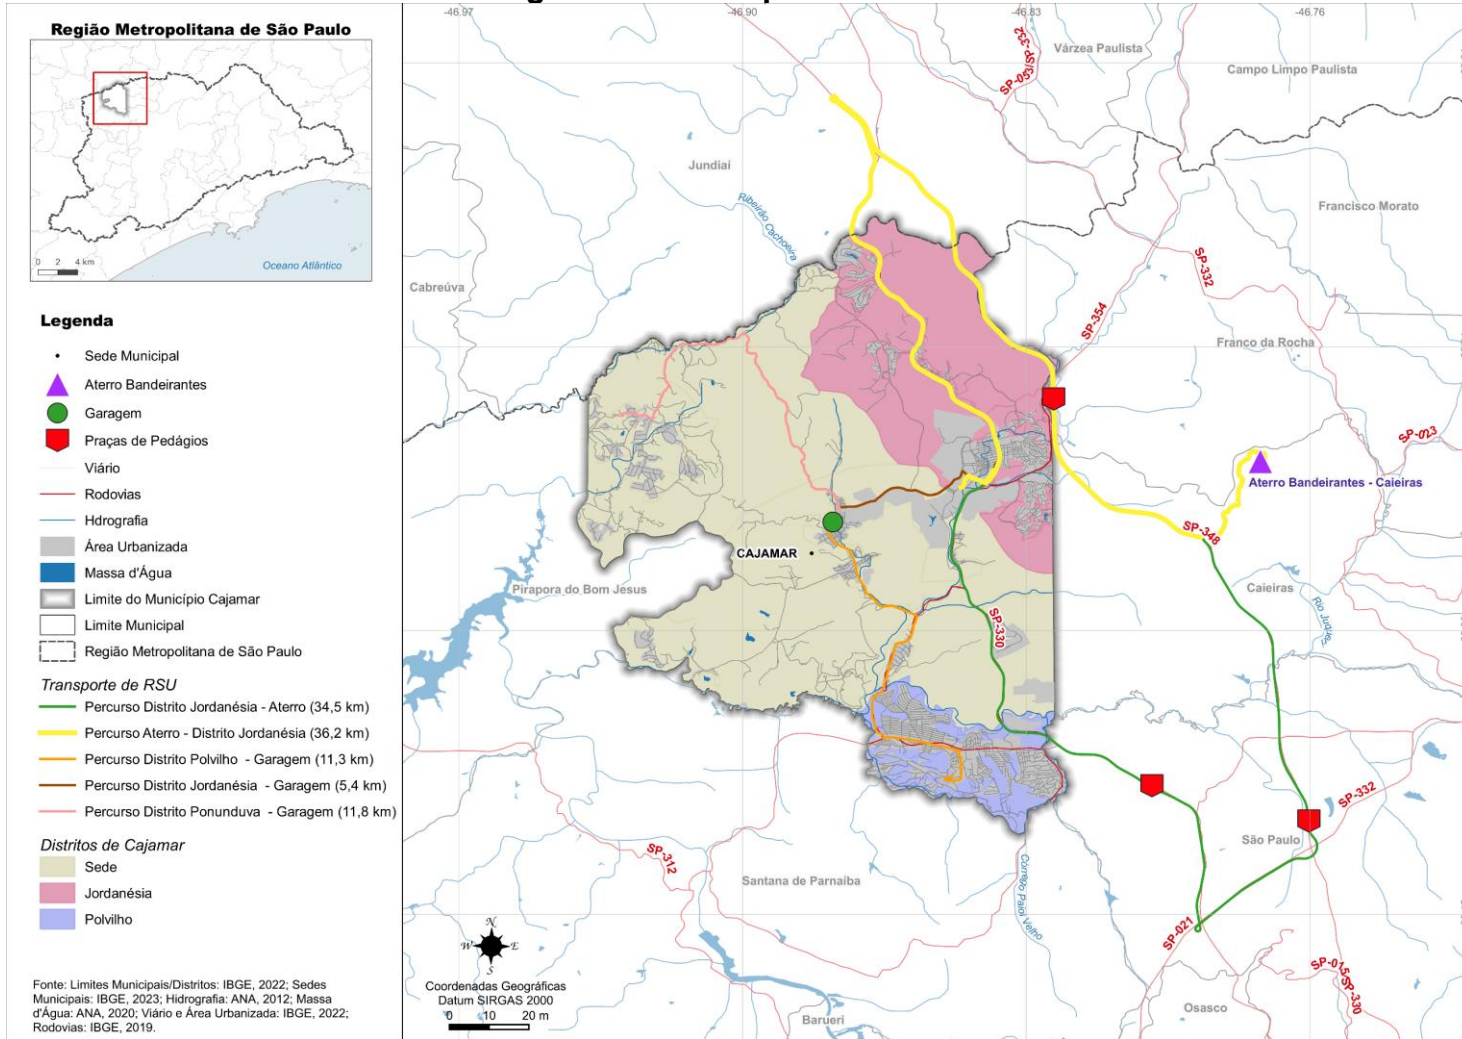 Região Metropolitana de São Paulo
0 2 4 km
Oceano Atlântico
Legenda
Sede Municipal
Aterro Bandeirantes
Garagem
Praças de Pedágios
Viário
Rodovias
Hdrografia
Área Urbanizada
Massa d'Água
Limite do Município Cajamar
Limite Municipal
Região Metropolitana de São Paulo
Transporte de RSU
Percurso Distrito Jordanésia - Aterro (34,5 km)
Percurso Aterro - Distrito Jordanésia (36,2 km)
Percurso Distrito Polvilho - Garagem (11,3 km)
Percurso Distrito Jordanésia - Garagem (5,4 km)
Percurso Distrito Ponunduva - Garagem (11,8 km)
Distritos de Cajamar
Sede
Jordanésia
Polvilho
Fonte: Limites Municipais/Distritos: IBGE, 2022; Sedes
Municipais: IBGE, 2023; Hidrografia: ANA, 2012; Massa
d'Água: ANA, 2020; Viário e Área Urbanizada: IBGE, 2022;
Rodovias: IBGE, 2019.
-46.97
-46.90
-46.83
-46.76
SP-053/SP-332
Várzea Paulista
Campo Limpo Paulista
Jundiaí
Ribeirão Cachoeira
Francisco Morato
SP-332
Cabreúva
SP-354
Franco da Rocha
SP-023
Aterro Bandeirantes - Caieiras
SP-348
CAJAMAR
Pirapora do Bom Jesus
Caieiras
Rio Juquery
SP-330
SP-332
São Paulo
SP-312
Santana de Parnaíba
Córrego Paiol Velho
SP-021
SP-015/SP-330
Osasco
Barueri
N
W E
S
Coordenadas Geográficas
Datum SIRGAS 2000
0 10 20 m